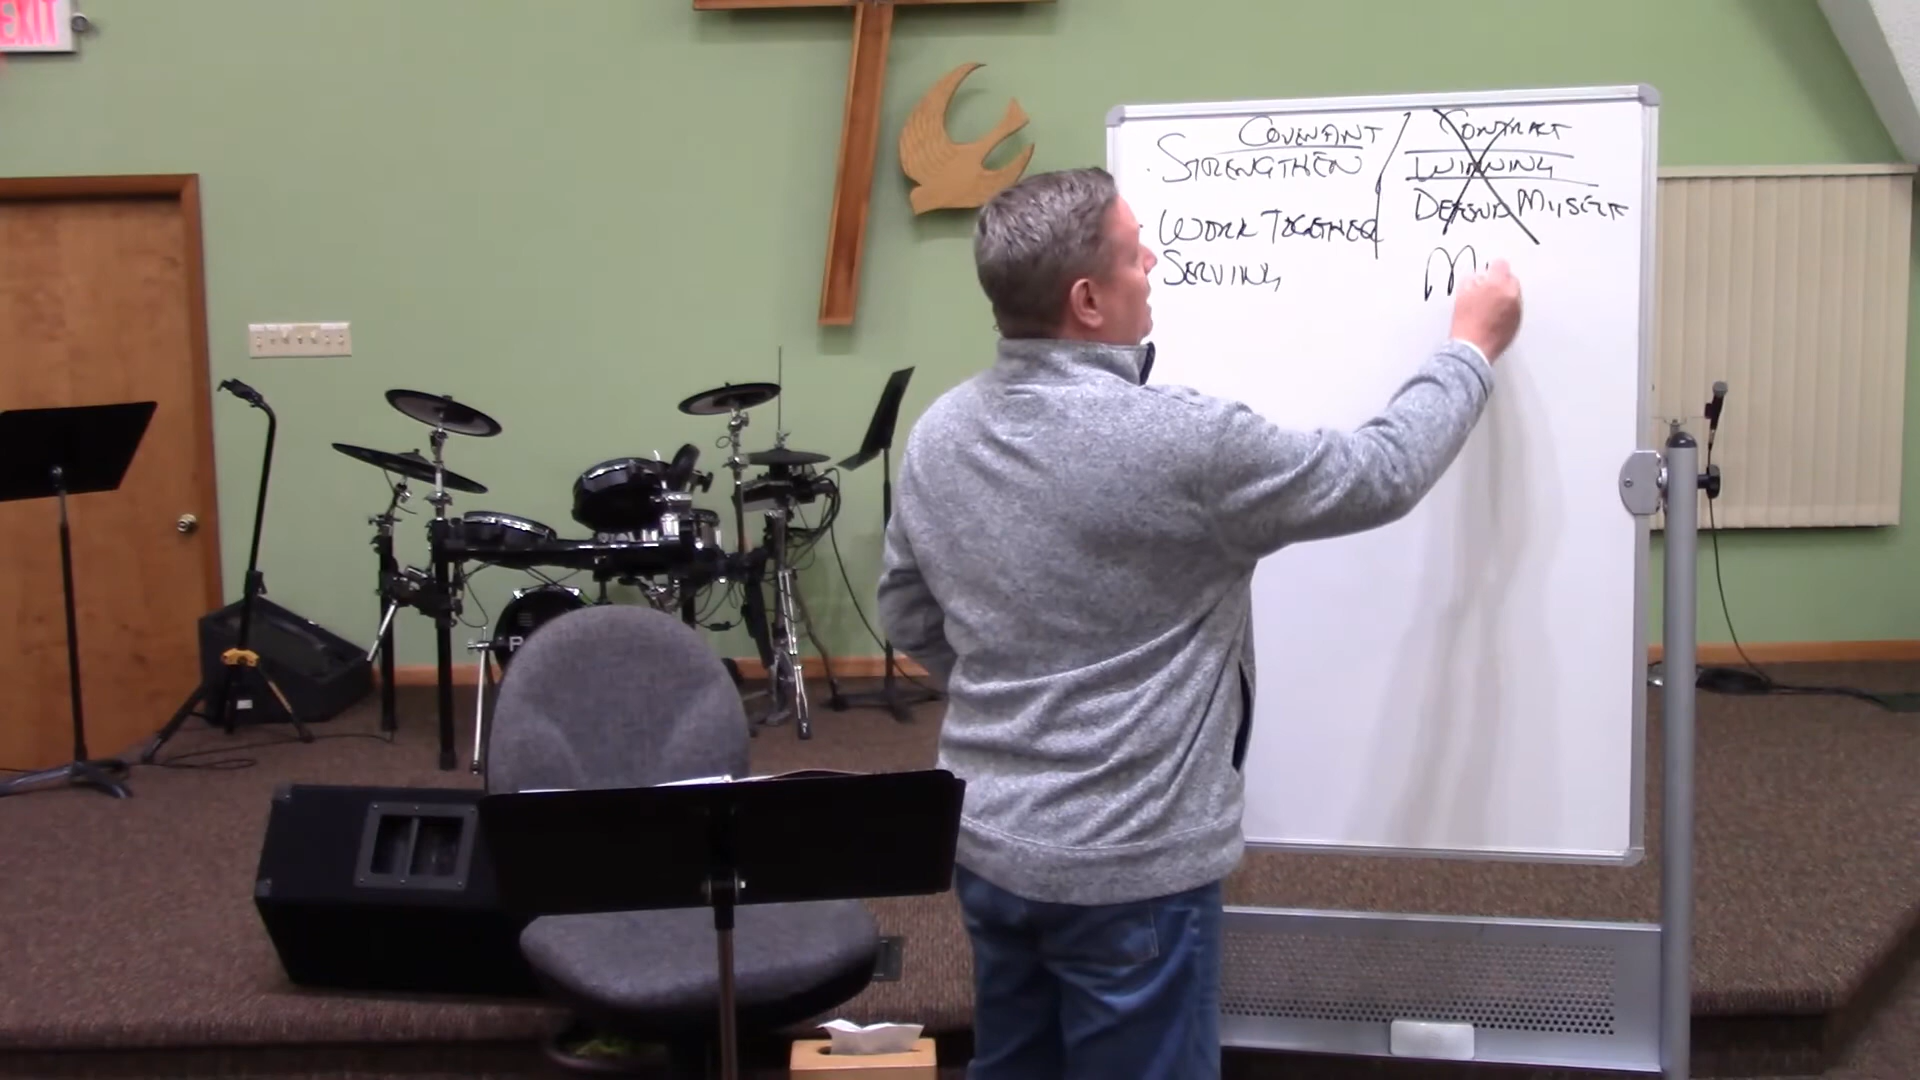 EXIT
COVENANT
STRENGTHEN
WORK TOGETHER
SERVING
CONTRACT
WINNING
DEFEND MYSELF
M